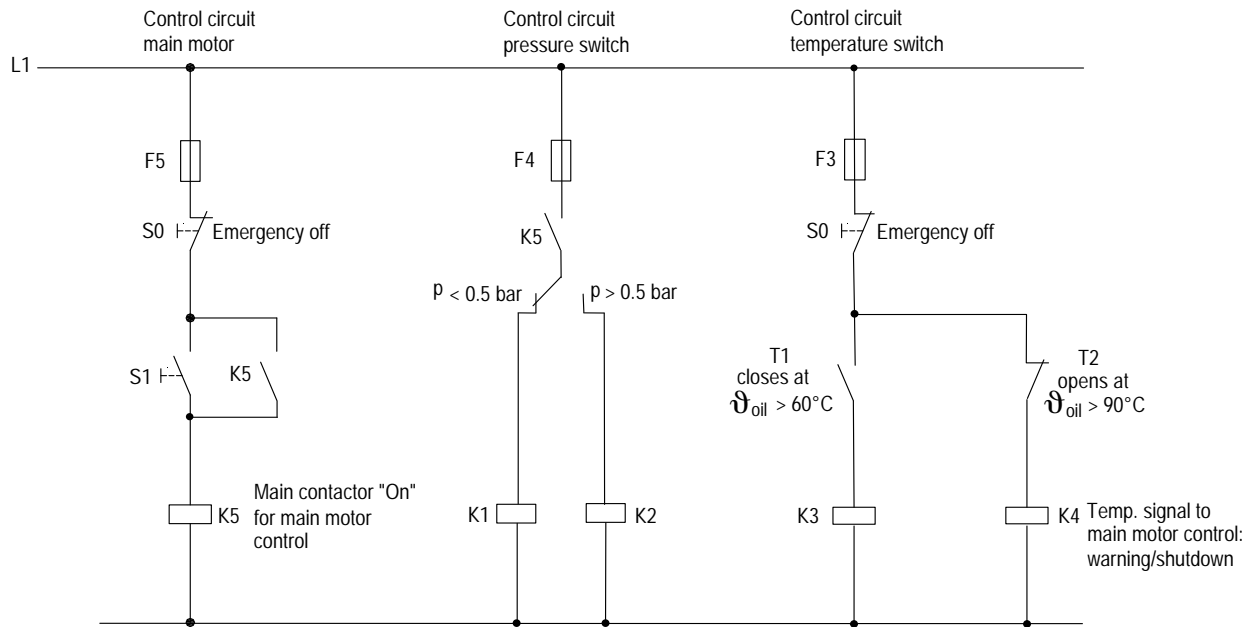 Control circuit
main motor
Control circuit
pressure switch
Control circuit
temperature switch
L1
F5
F4
F3
S0
Emergency off
K5
S0
Emergency off
p < 0.5 bar
p > 0.5 bar
S1
K5
T1
closes at
ϑoil > 60°C
T2
opens at
ϑoil > 90°C
K5
Main contactor "On"
for main motor
control
K1
K2
K3
K4
Temp. signal to
main motor control:
warning/shutdown